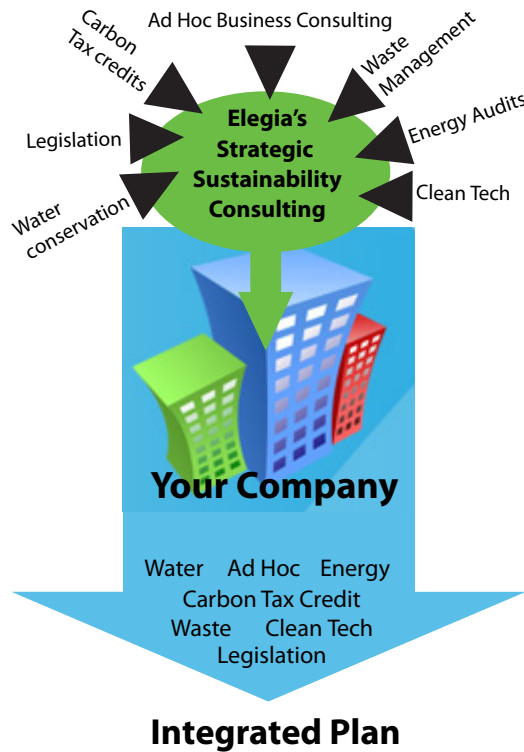 Ad Hoc Business Consulting
Carbon
Tax credits
Waste
Management
Legislation
Energy Audits
Water
conservation
Clean Tech
Elegia's
Strategic
Sustainability
Consulting
Your Company
Water Ad Hoc Energy
Carbon Tax Credit
Waste Clean Tech
Legislation
Integrated Plan